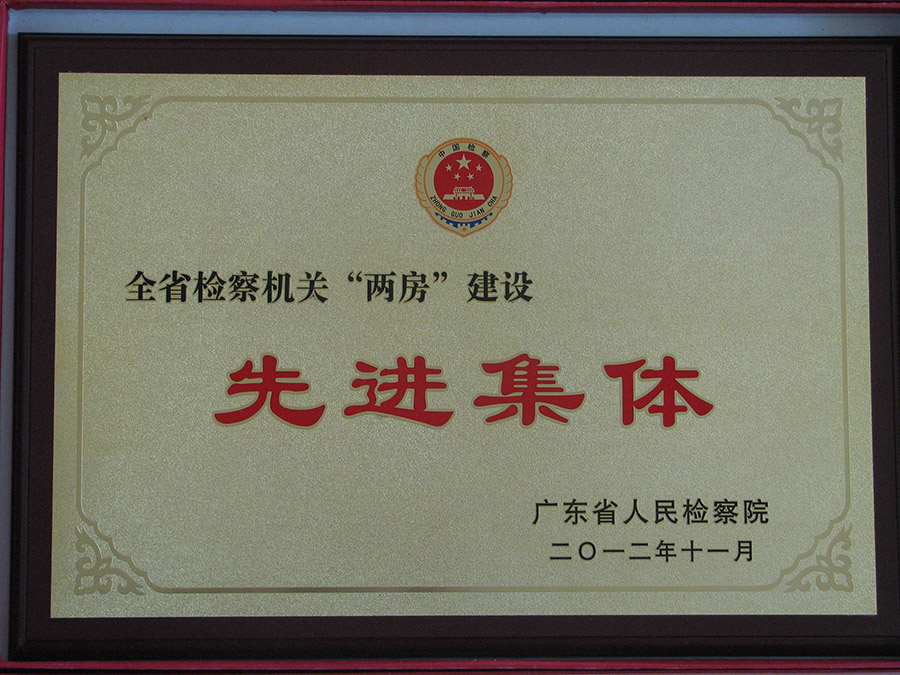 中国检察
ZHONG GUO JIAN CHA
全省检察机关“两房”建设
先进集体
广东省人民检察院
二〇一二年十一月